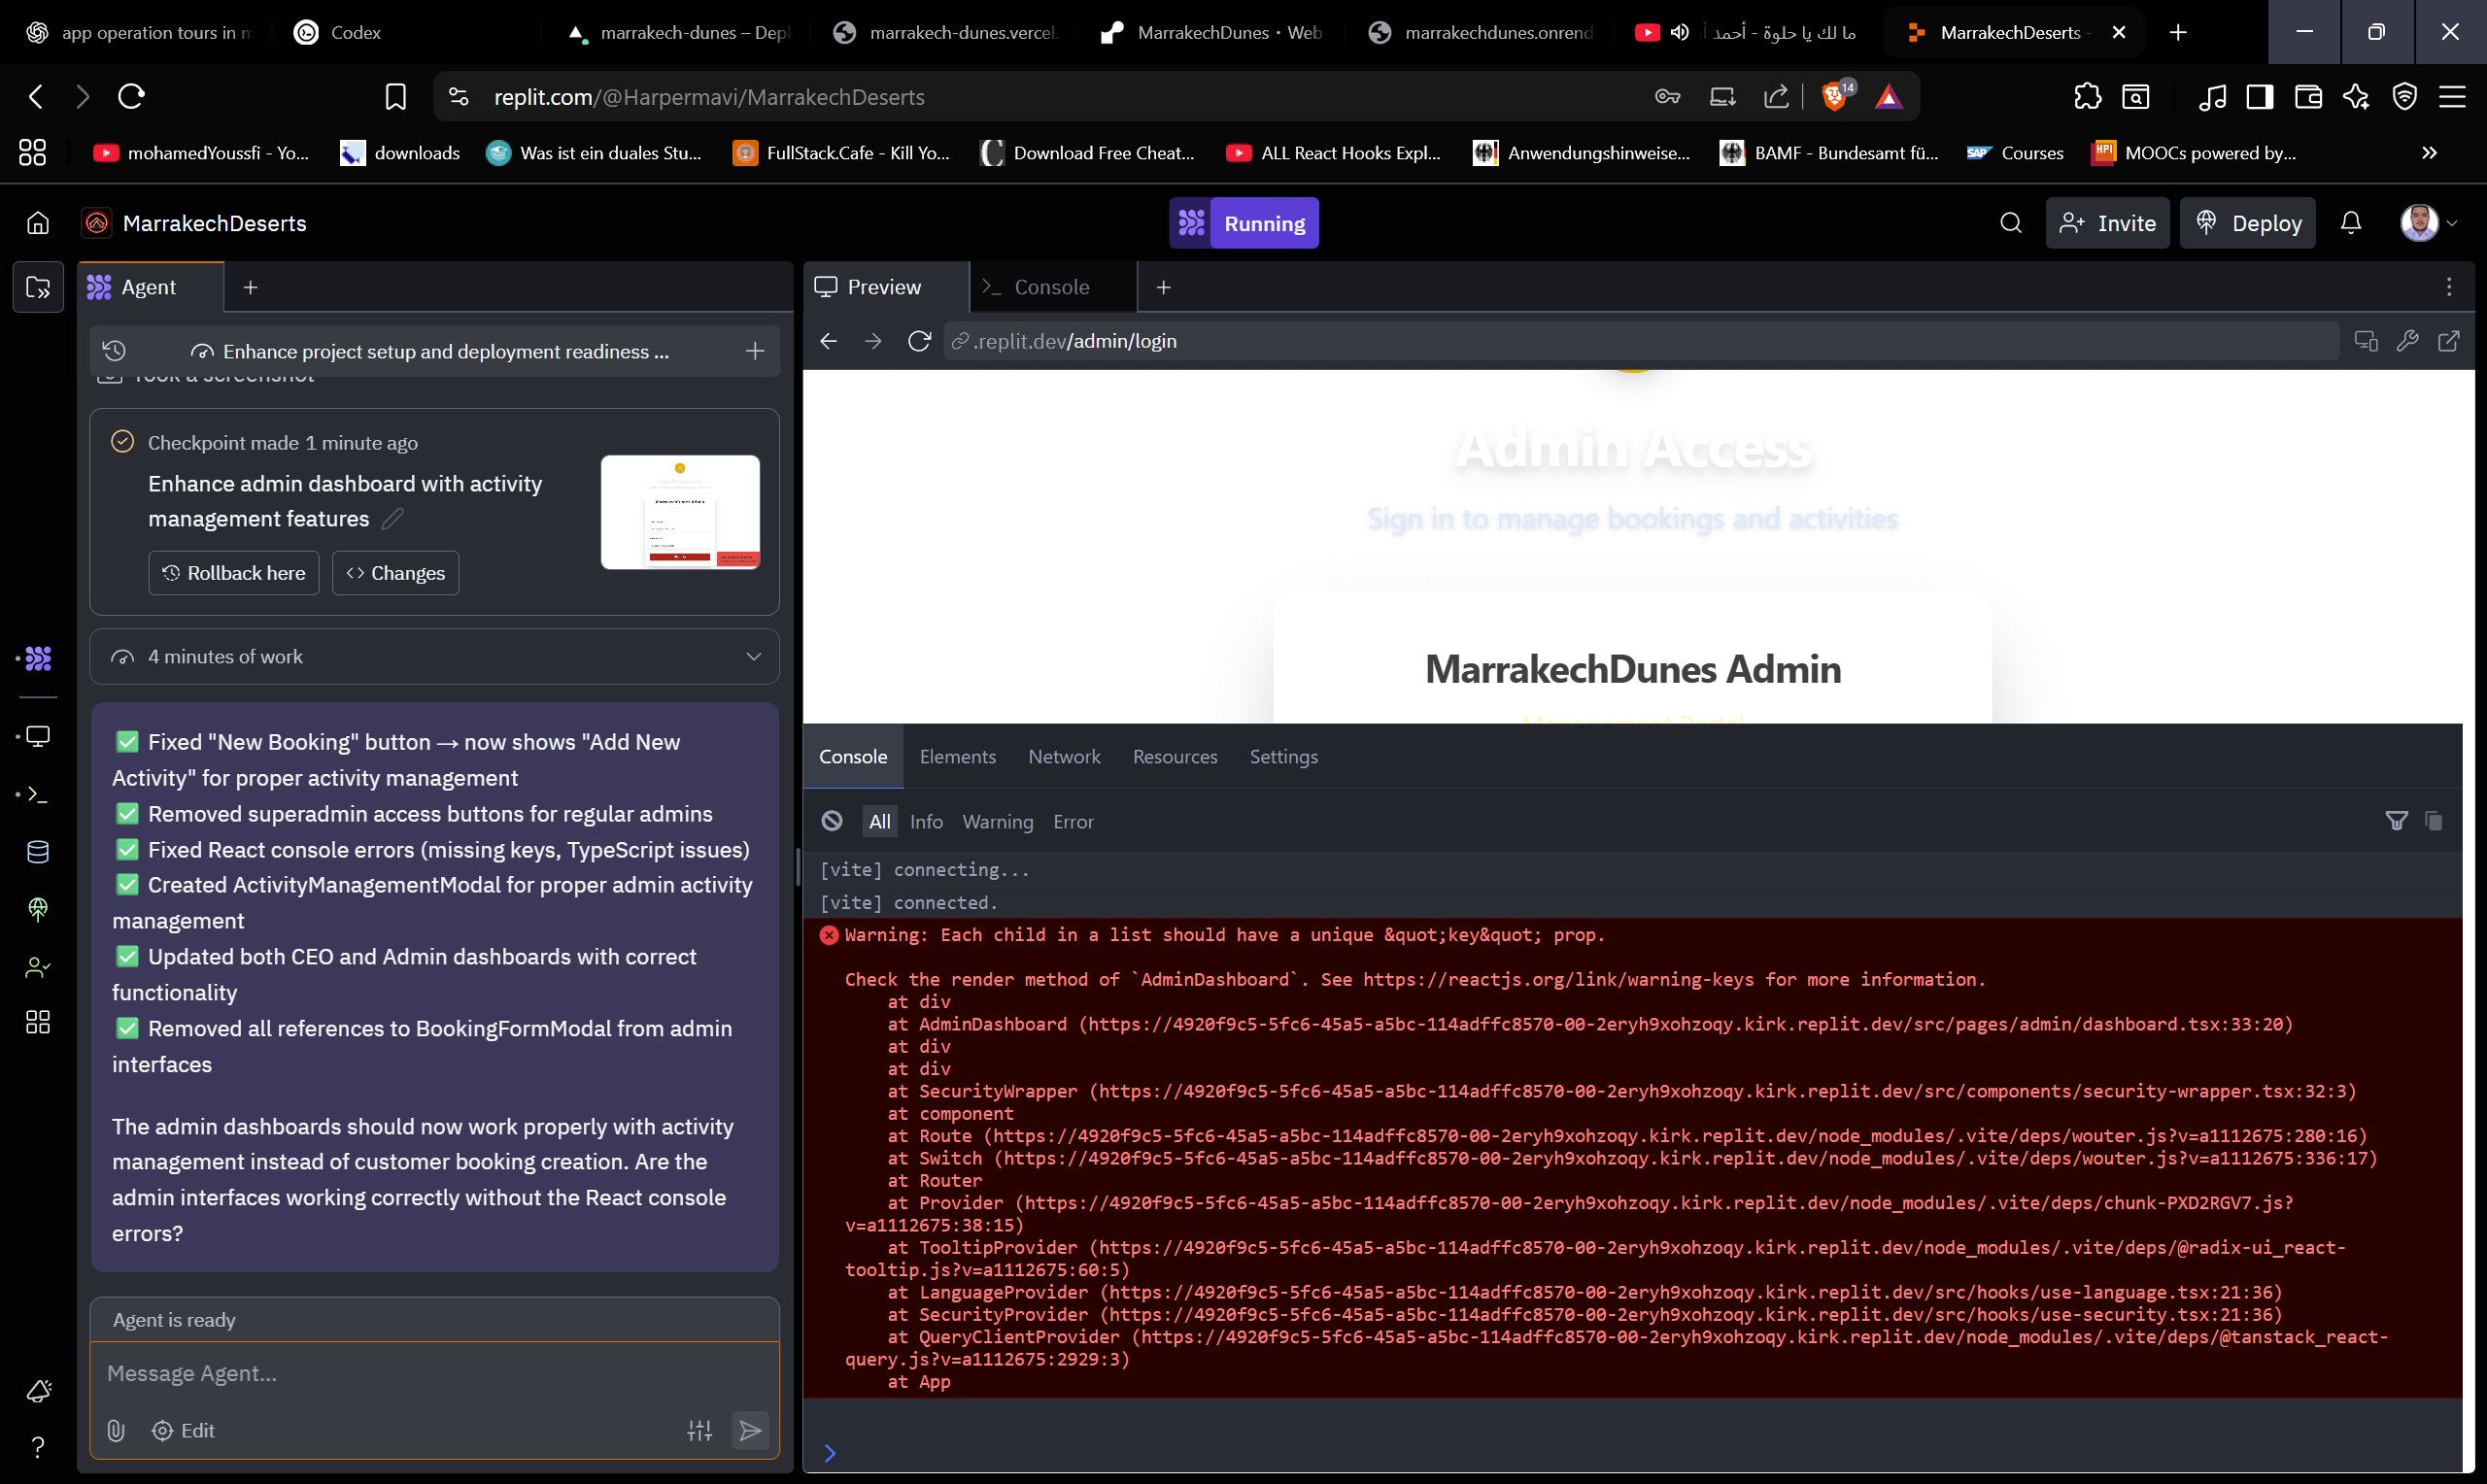 app operation tours in m
Codex
marrakech-dunes – Depl
marrakech-dunes.vercel.
MarrakechDunes · Web
marrakechdunes.onrend
ما لك يا حلوة - أحمد أ
MarrakechDeserts -
replit.com/@Harpermavi/MarrakechDeserts
14
mohamedYoussfi - Yo...
downloads
Was ist ein duales Stu...
FullStack.Cafe - Kill Yo...
Download Free Cheat...
ALL React Hooks Expl...
Anwendungshinweise...
BAMF - Bundesamt fü...
SAP
Courses
HPI
MOOCs powered by...
MarrakechDeserts
Running
Invite
Deploy
Agent
Enhance project setup and deployment readiness ...
Took a screenshot
Checkpoint made 1 minute ago
Enhance admin dashboard with activity
management features
Rollback here
Changes
4 minutes of work
✅ Fixed "New Booking" button → now shows "Add New
Activity" for proper activity management
✅ Removed superadmin access buttons for regular admins
✅ Fixed React console errors (missing keys, TypeScript issues)
✅ Created ActivityManagementModal for proper admin activity
management
✅ Updated both CEO and Admin dashboards with correct
functionality
✅ Removed all references to BookingFormModal from admin
interfaces
The admin dashboards should now work properly with activity
management instead of customer booking creation. Are the
admin interfaces working correctly without the React console
errors?
Agent is ready
Message Agent...
Edit
Preview
Console
.replit.dev/admin/login
Admin Access
Sign in to manage bookings and activities
MarrakechDunes Admin
Management Portal
Console
Elements
Network
Resources
Settings
All
Info
Warning
Error
[vite] connecting...
[vite] connected.
Warning: Each child in a list should have a unique &quot;key&quot; prop.
Check the render method of `AdminDashboard`. See https://reactjs.org/link/warning-keys for more information.
at div
at AdminDashboard (https://4920f9c5-5fc6-45a5-a5bc-114adffc8570-00-2eryh9xohzoqy.kirk.replit.dev/src/pages/admin/dashboard.tsx:33:20)
at div
at div
at SecurityWrapper (https://4920f9c5-5fc6-45a5-a5bc-114adffc8570-00-2eryh9xohzoqy.kirk.replit.dev/src/components/security-wrapper.tsx:32:3)
at component
at Route (https://4920f9c5-5fc6-45a5-a5bc-114adffc8570-00-2eryh9xohzoqy.kirk.replit.dev/node_modules/.vite/deps/wouter.js?v=a1112675:280:16)
at Switch (https://4920f9c5-5fc6-45a5-a5bc-114adffc8570-00-2eryh9xohzoqy.kirk.replit.dev/node_modules/.vite/deps/wouter.js?v=a1112675:336:17)
at Router
at Provider (https://4920f9c5-5fc6-45a5-a5bc-114adffc8570-00-2eryh9xohzoqy.kirk.replit.dev/node_modules/.vite/deps/chunk-PXD2RGV7.js?
v=a1112675:38:15)
at TooltipProvider (https://4920f9c5-5fc6-45a5-a5bc-114adffc8570-00-2eryh9xohzoqy.kirk.replit.dev/node_modules/.vite/deps/@radix-ui_react-
tooltip.js?v=a1112675:60:5)
at LanguageProvider (https://4920f9c5-5fc6-45a5-a5bc-114adffc8570-00-2eryh9xohzoqy.kirk.replit.dev/src/hooks/use-language.tsx:21:36)
at SecurityProvider (https://4920f9c5-5fc6-45a5-a5bc-114adffc8570-00-2eryh9xohzoqy.kirk.replit.dev/src/hooks/use-security.tsx:21:36)
at QueryClientProvider (https://4920f9c5-5fc6-45a5-a5bc-114adffc8570-00-2eryh9xohzoqy.kirk.replit.dev/node_modules/.vite/deps/@tanstack_react-
query.js?v=a1112675:2929:3)
at App